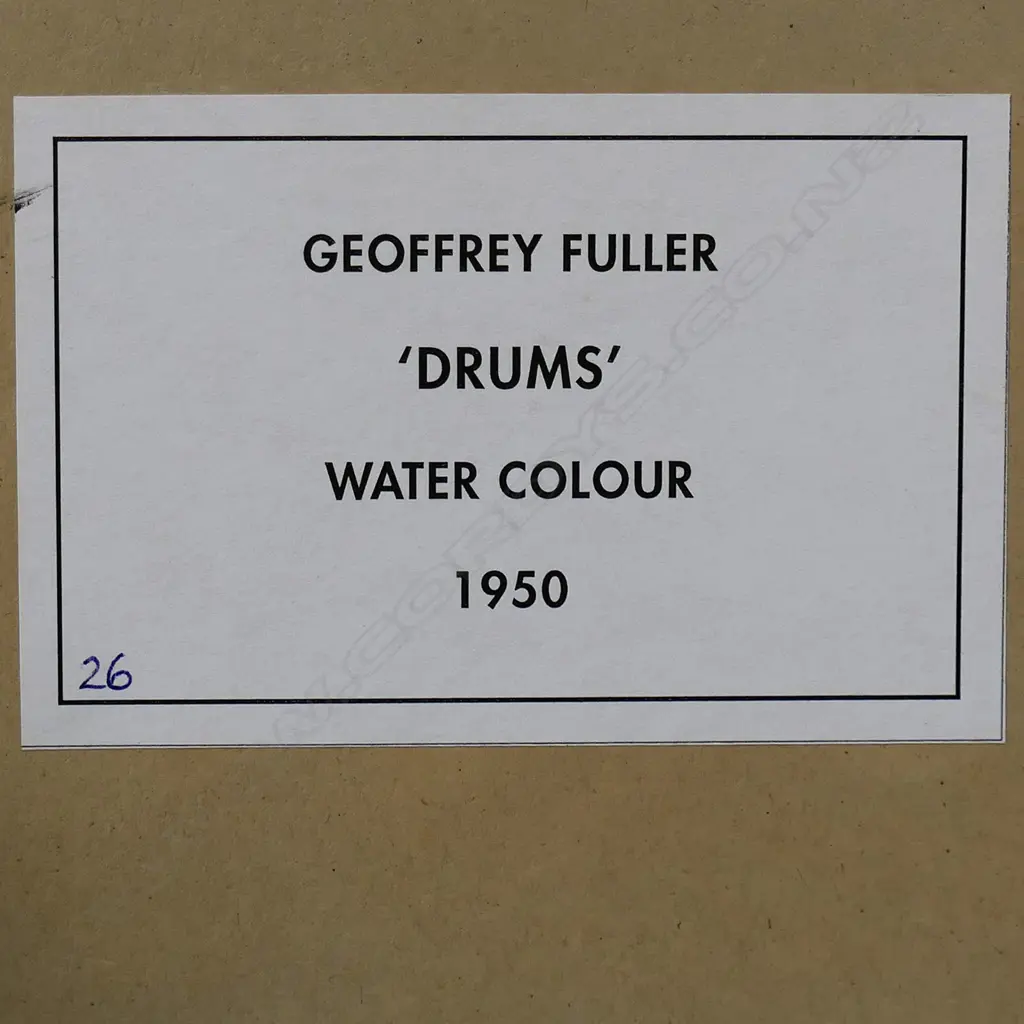 GEOFFREY FULLER
‘DRUMS’
WATER COLOUR
1950
26